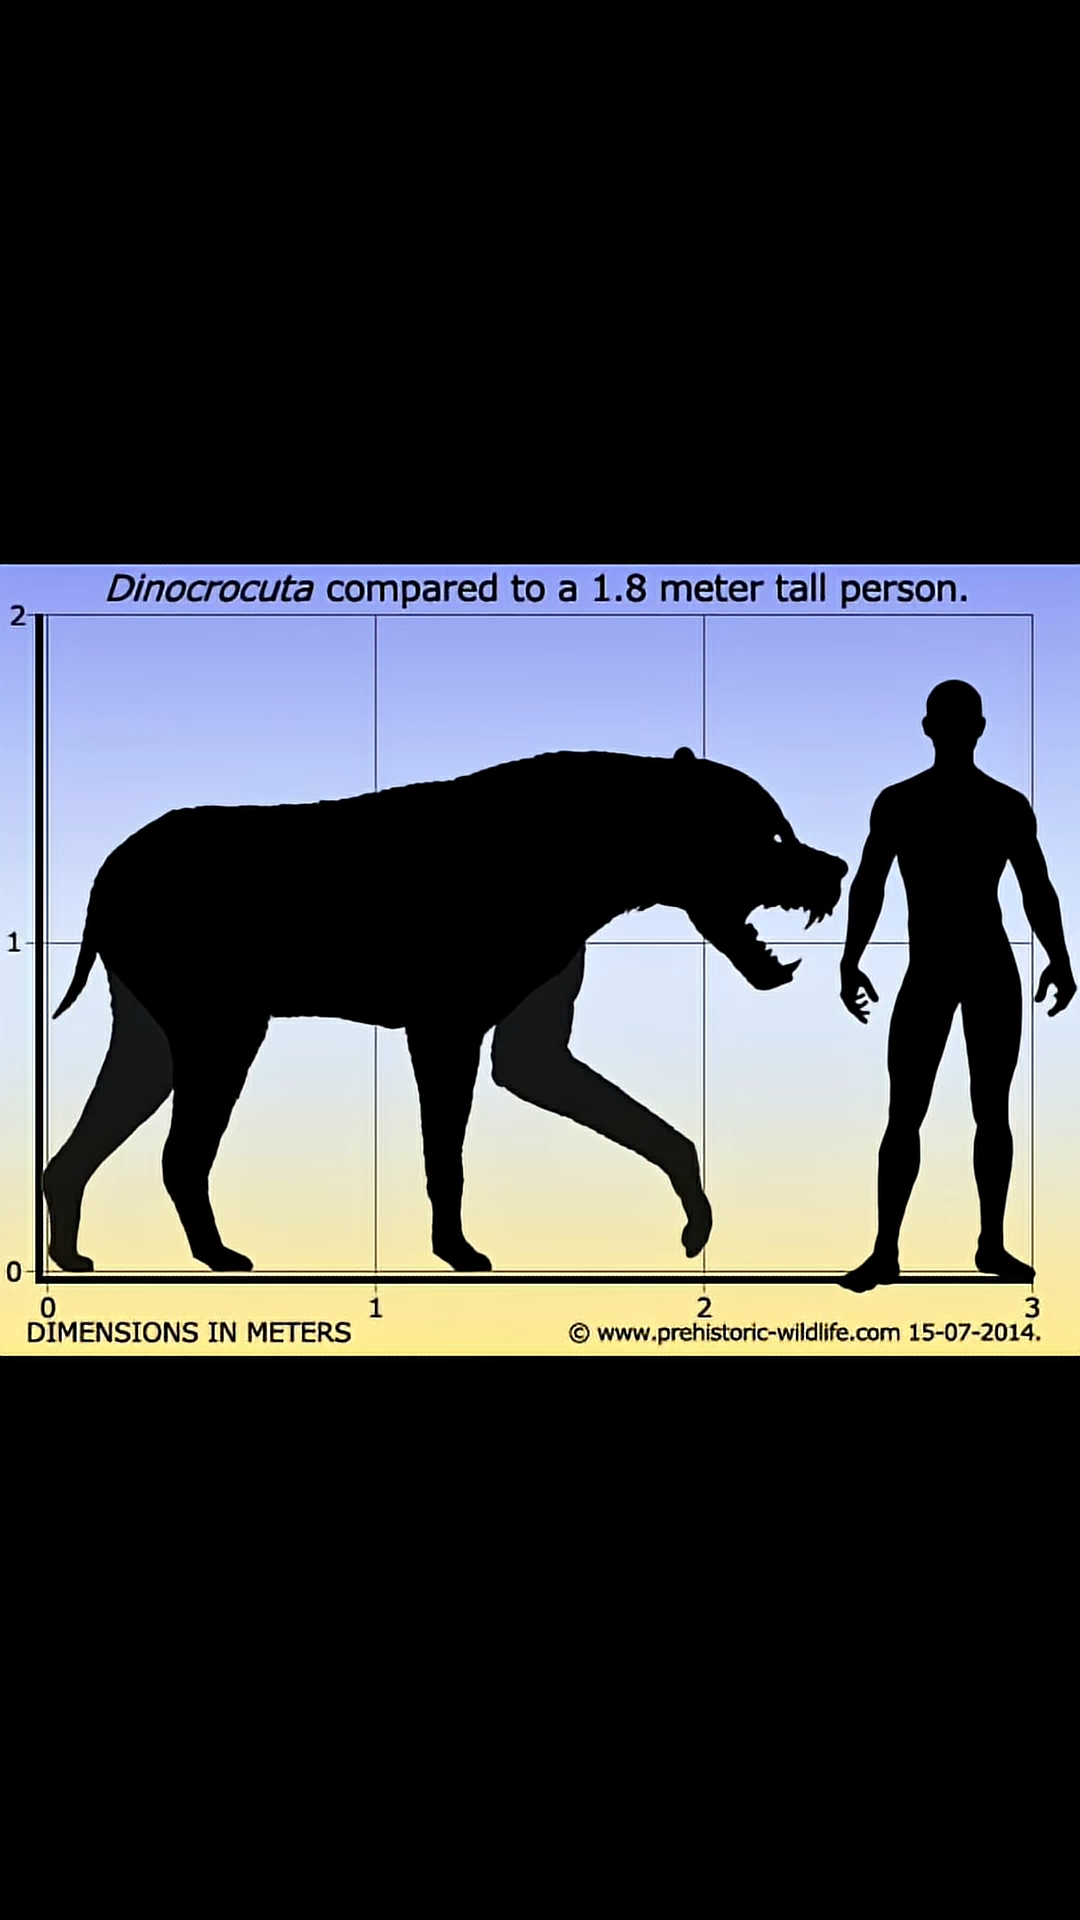 Dinocrocuta compared to a 1.8 meter tall person.
2
1
0
0 1 2 3
DIMENSIONS IN METERS © www.prehistoric-wildlife.com 15-07-2014.